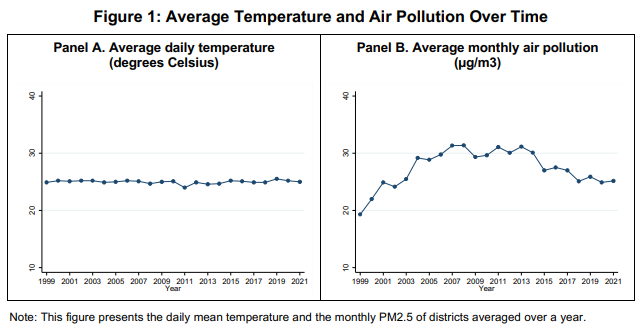 Figure 1: Average Temperature and Air Pollution Over Time
Panel A. Average daily temperature
(degrees Celsius)
40
30
20
10
1999 2001 2003 2005 2007 2009 2011 2013 2015 2017 2019 2021
Year
Panel B. Average monthly air pollution
(µg/m3)
40
30
20
10
1999 2001 2003 2005 2007 2009 2011 2013 2015 2017 2019 2021
Year
Note: This figure presents the daily mean temperature and the monthly PM2.5 of districts averaged over a year.